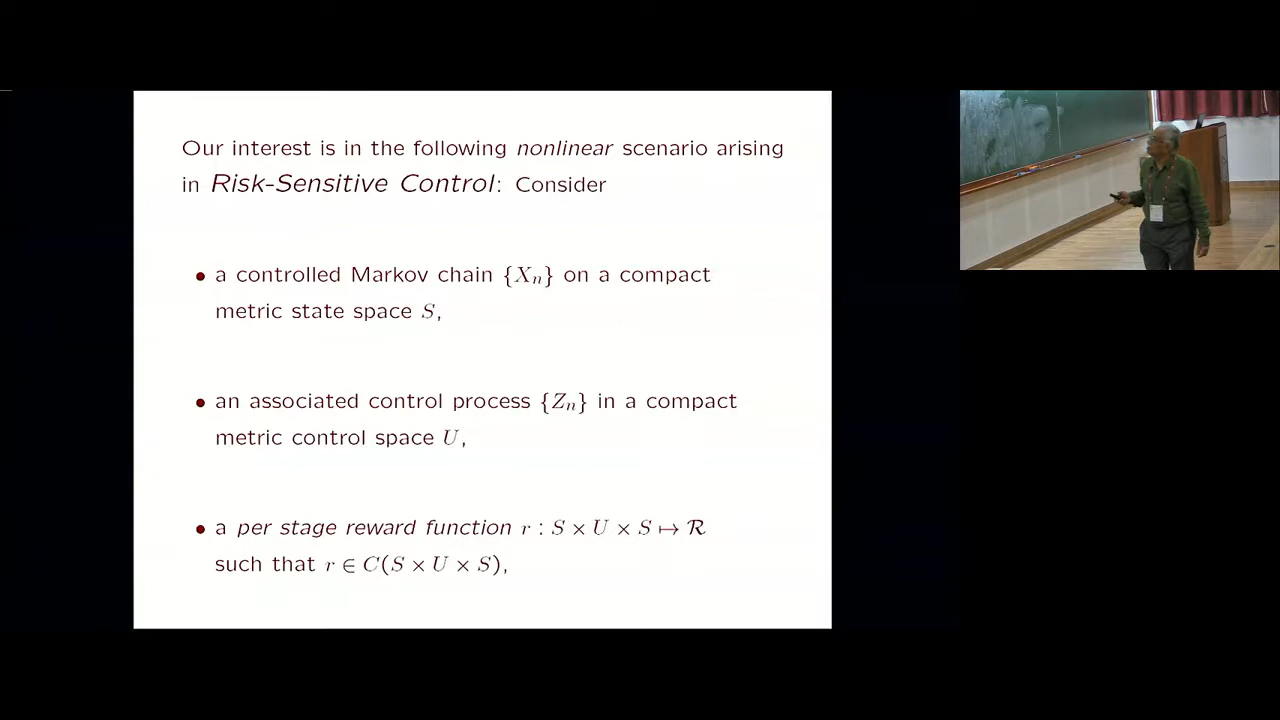 Our interest is in the following nonlinear scenario arising
in Risk-Sensitive Control: Consider
• a controlled Markov chain {Xₙ} on a compact
metric state space S,
• an associated control process {Zₙ} in a compact
metric control space U,
• a per stage reward function r : S × U × S ↦ ℛ
such that r ∈ C(S × U × S),